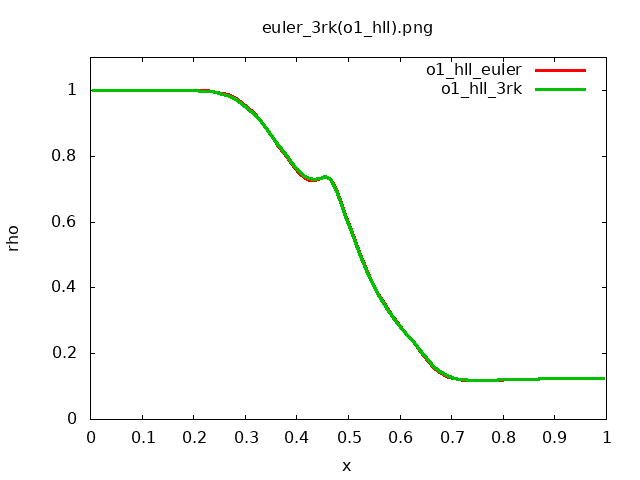 euler_3rk(o1_hll).png
o1_hll_euler
o1_hll_3rk
1
0.8
0.6
0.4
0.2
0
rho
0 0.1 0.2 0.3 0.4 0.5 0.6 0.7 0.8 0.9 1
x